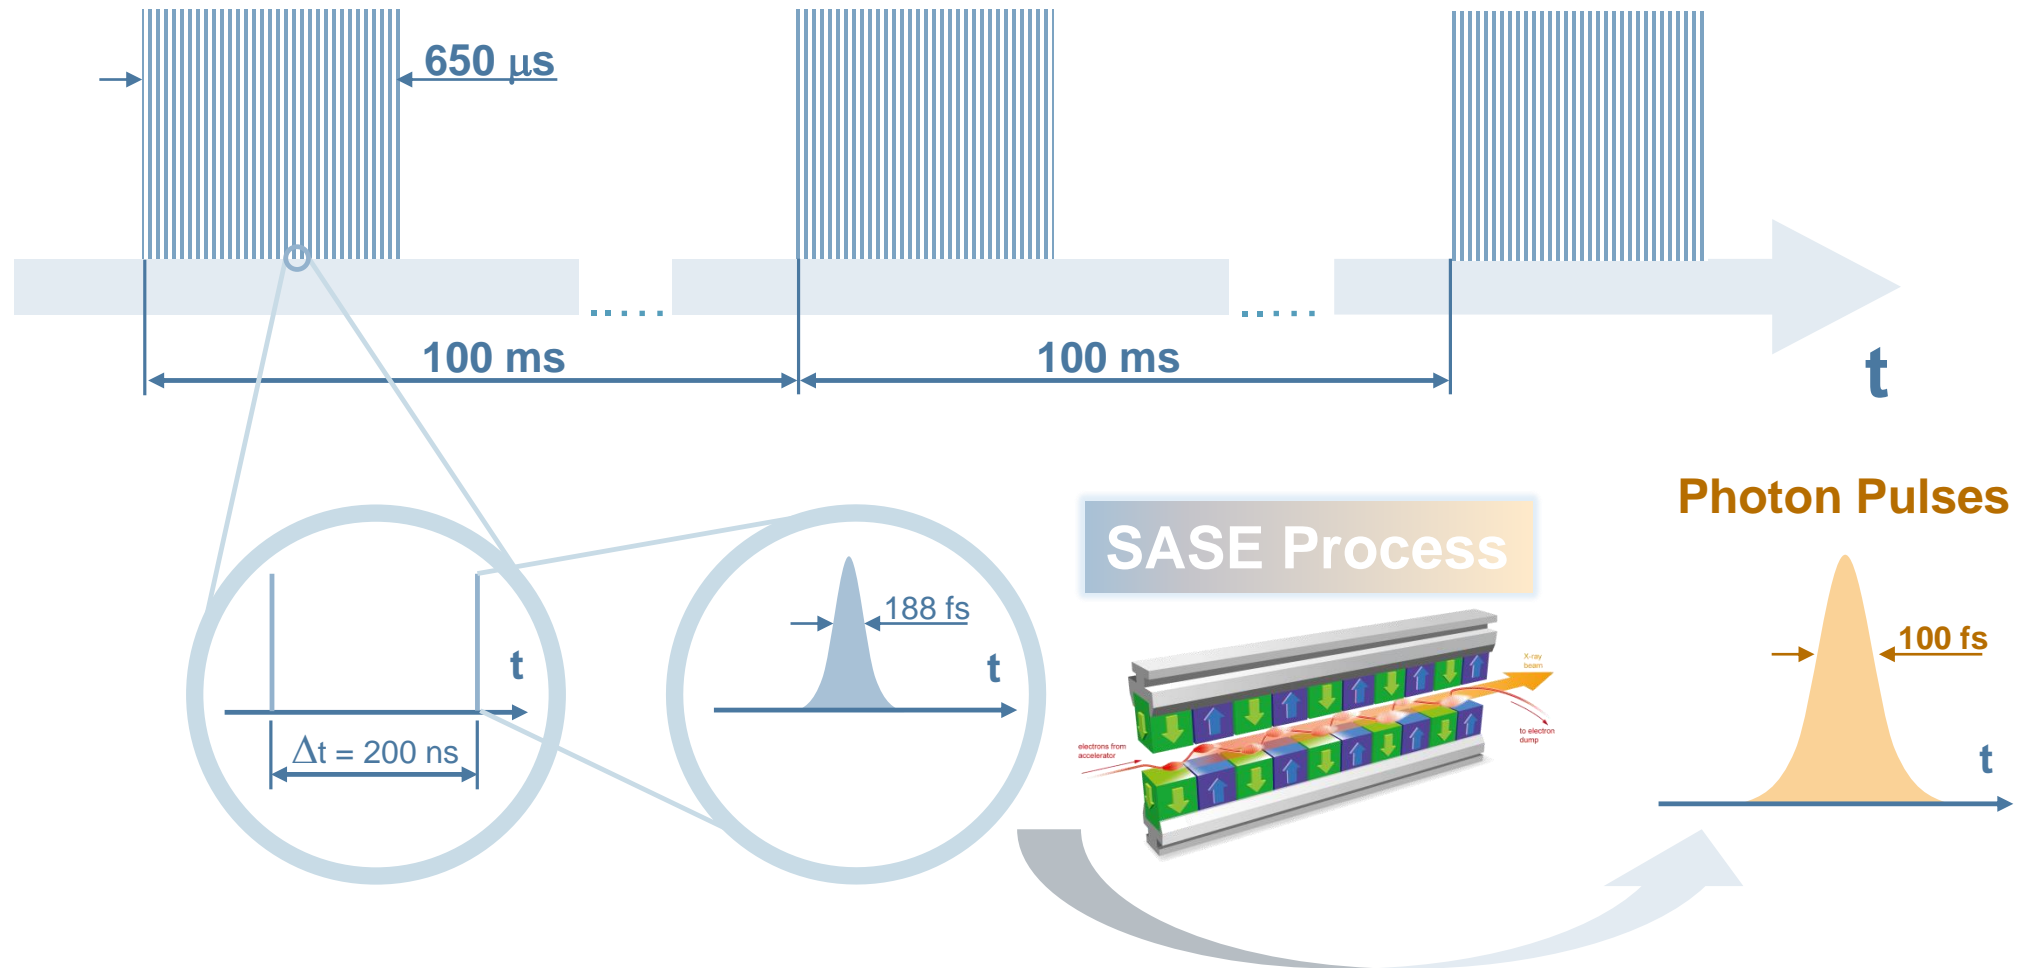 650 μs
100 ms
100 ms
t
Photon Pulses
SASE Process
188 fs
100 fs
t
t
t
Δt = 200 ns
X-ray
beam
electrons from
accelerator
to electron
dump